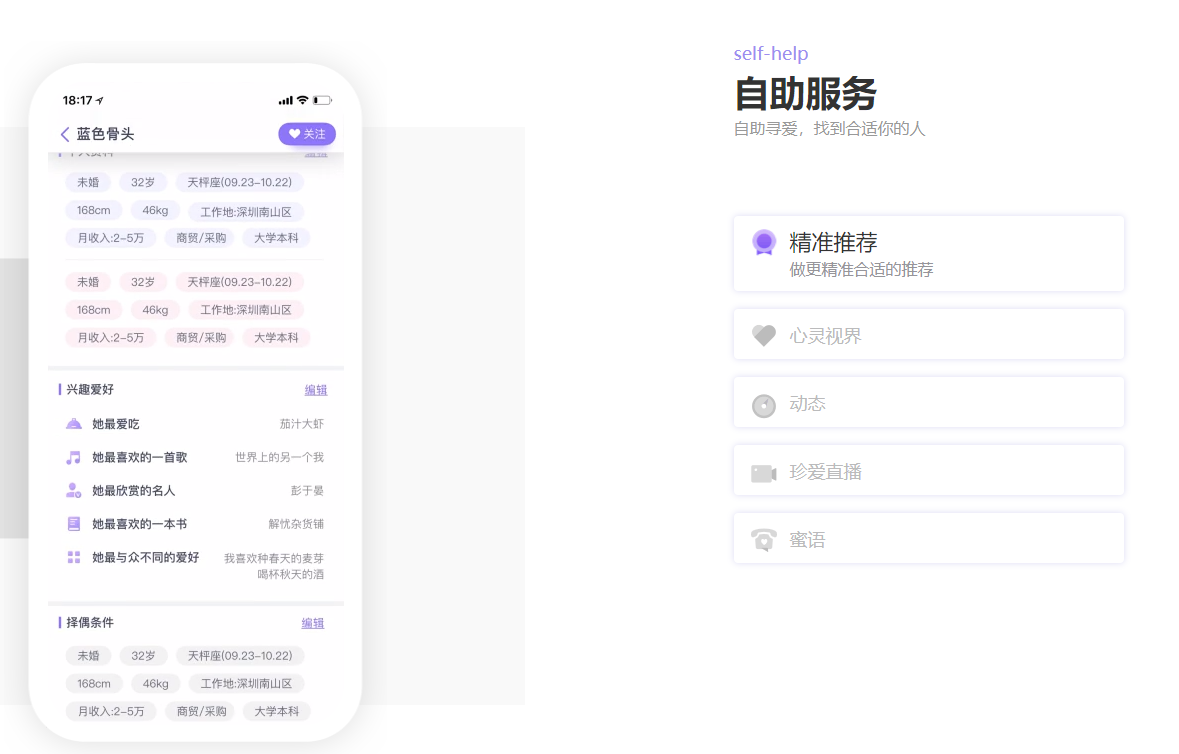 18:17
蓝色骨头
关注
个人资料
编辑
未婚 32岁 天枰座(09.23-10.22)
168cm 46kg 工作地:深圳南山区
月收入:2-5万 商贸/采购 大学本科
未婚 32岁 天枰座(09.23-10.22)
168cm 46kg 工作地:深圳南山区
月收入:2-5万 商贸/采购 大学本科
兴趣爱好 编辑
她最爱吃 茄汁大虾
她最喜欢的一首歌 世界上的另一个我
她最欣赏的名人 彭于晏
她最喜欢的一本书 解忧杂货铺
她最与众不同的爱好 我喜欢种春天的麦芽
喝杯秋天的酒
择偶条件 编辑
未婚 32岁 天枰座(09.23-10.22)
168cm 46kg 工作地:深圳南山区
月收入:2-5万 商贸/采购 大学本科
self-help
自助服务
自助寻爱，找到合适你的人
精准推荐
做更精准合适的推荐
心灵视界
动态
珍爱直播
蜜语